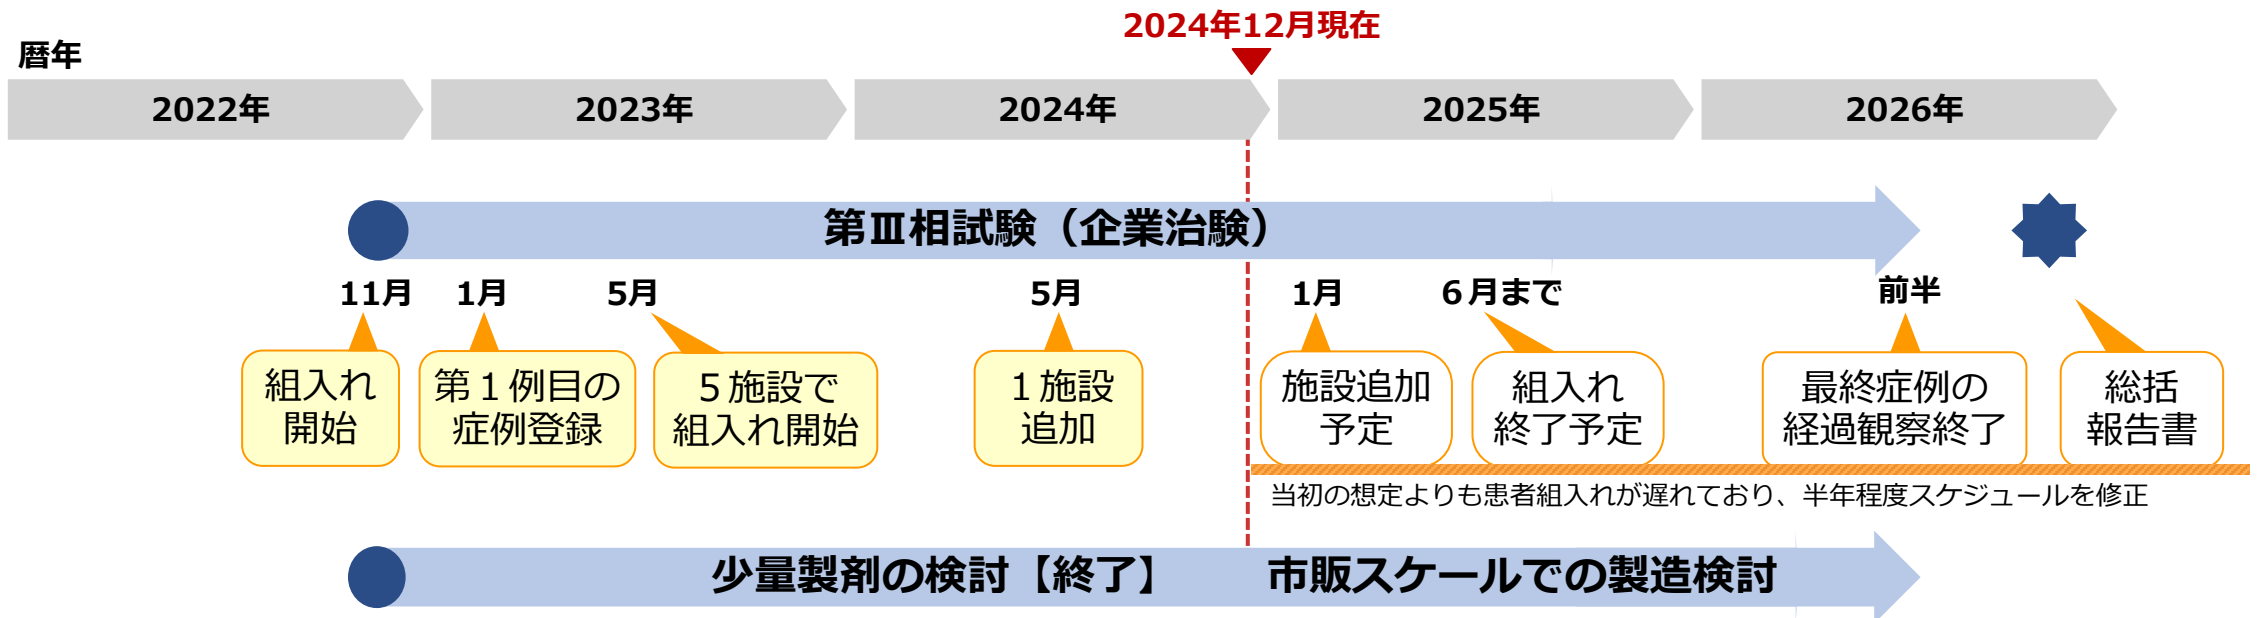 2024年12月現在
暦年
2022年
2023年
2024年
2025年
2026年
第Ⅲ相試験（企業治験）
11月
1月
5月
5月
1月
６月まで
前半
組入れ
開始
第１例目の
症例登録
５施設で
組入れ開始
１施設
追加
施設追加
予定
組入れ
終了予定
最終症例の
経過観察終了
総括
報告書
当初の想定よりも患者組入れが遅れており、半年程度スケジュールを修正
少量製剤の検討【終了】
市販スケールでの製造検討